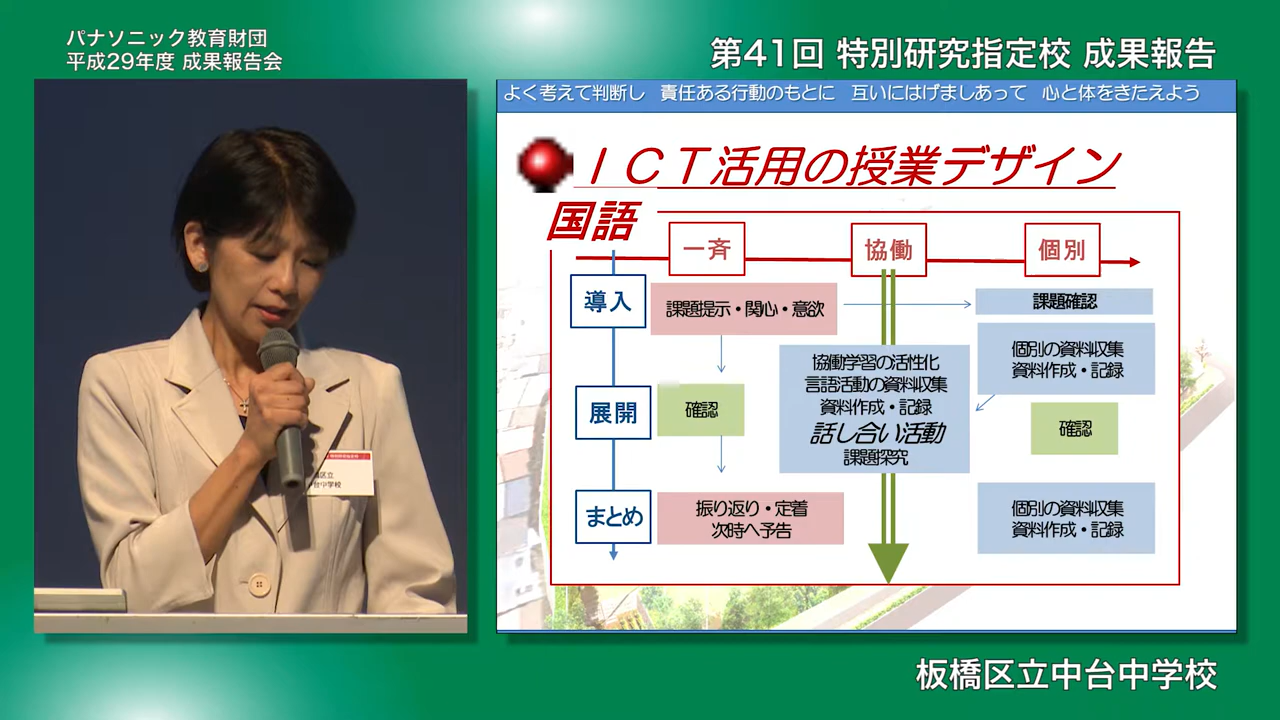 パナソニック教育財団
平成29年度 成果報告会
第41回 特別研究指定校 成果報告
よく考えて判断し 責任ある行動のもとに 互いにはげましあって 心と体をきたえよう
ICT活用の授業デザイン
国語
一斉
協働
個別
導入
課題提示・関心・意欲
課題確認
個別の資料収集
資料作成・記録
協働学習の活性化
言語活動の資料収集
資料作成・記録
話し合い活動
課題探究
展開
確認
確認
まとめ
振り返り・定着
次時へ予告
個別の資料収集
資料作成・記録
区立
台中学校
板橋区立中台中学校